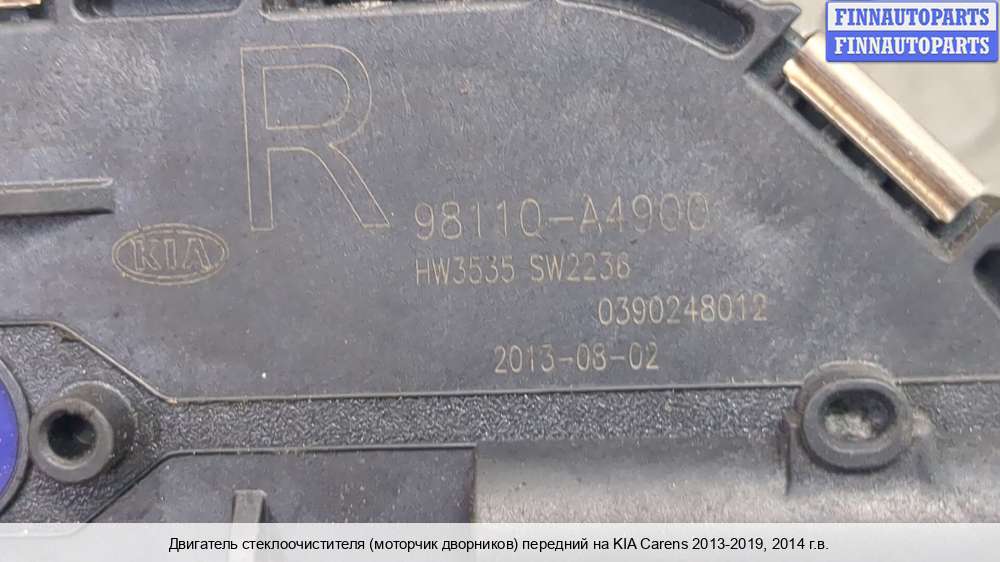 FINNAUTOPARTS
FINNAUTOPARTS
R
98110-A4900
KIA
HW3535 SW2236
0390248012
2013-08-02
Двигатель стеклоочистителя (моторчик дворников) передний на KIA Carens 2013-2019, 2014 г.в.